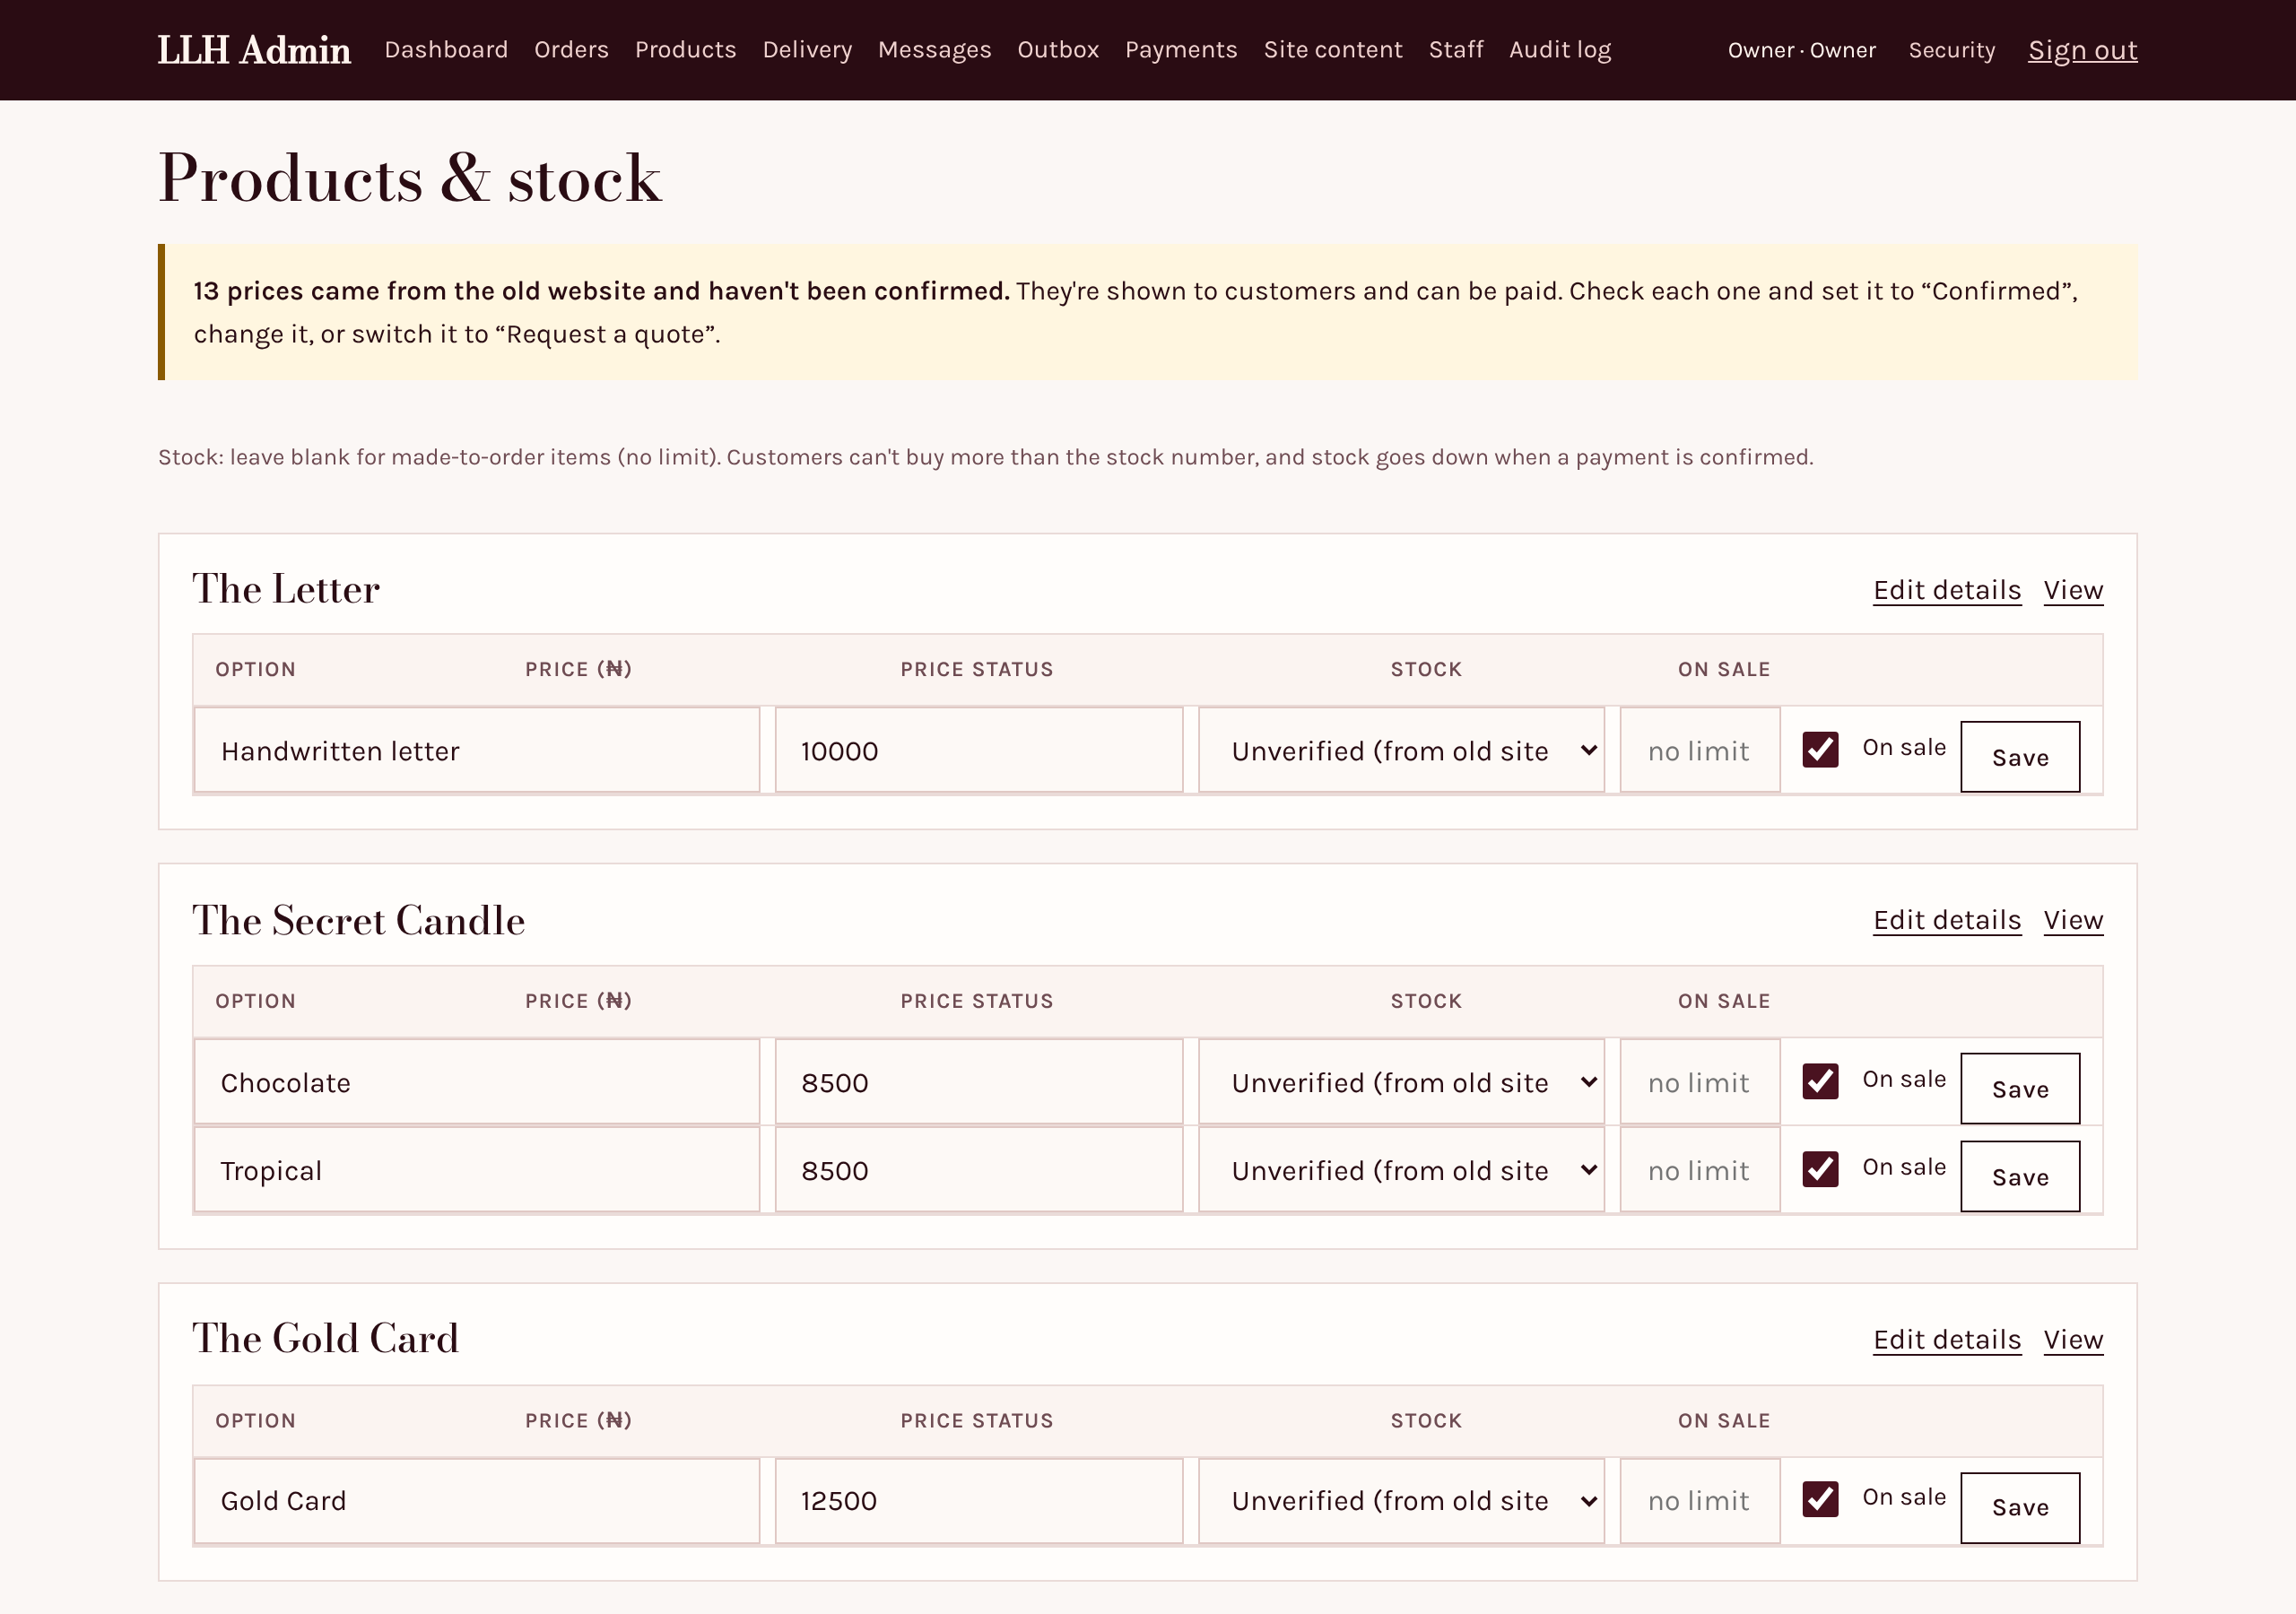 LLH Admin Dashboard Orders Products Delivery Messages Outbox Payments Site content Staff Audit log Owner · Owner Security Sign out
Products & stock
13 prices came from the old website and haven't been confirmed. They're shown to customers and can be paid. Check each one and set it to “Confirmed”,
change it, or switch it to “Request a quote”.
Stock: leave blank for made-to-order items (no limit). Customers can't buy more than the stock number, and stock goes down when a payment is confirmed.
The Letter Edit details View
OPTION PRICE (₦) PRICE STATUS STOCK ON SALE
Handwritten letter 10000 Unverified (from old site no limit On sale Save
The Secret Candle Edit details View
OPTION PRICE (₦) PRICE STATUS STOCK ON SALE
Chocolate 8500 Unverified (from old site no limit On sale Save
Tropical 8500 Unverified (from old site no limit On sale Save
The Gold Card Edit details View
OPTION PRICE (₦) PRICE STATUS STOCK ON SALE
Gold Card 12500 Unverified (from old site no limit On sale Save